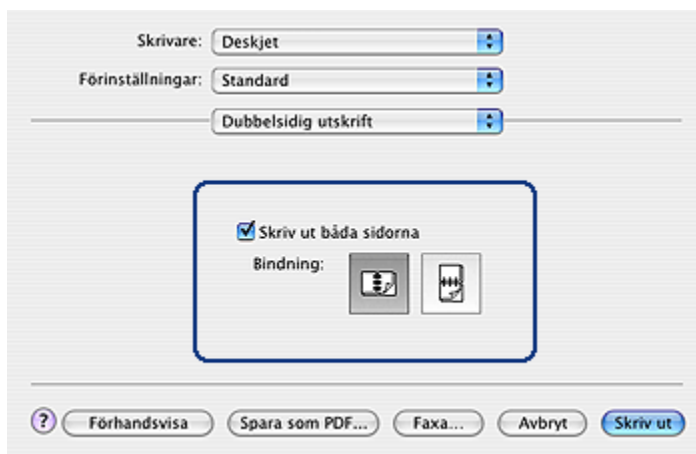 Skrivare: Deskjet
Förinställningar: Standard
Dubbelsidig utskrift
Skriv ut båda sidorna
Bindning:
? Förhandsvisa Spara som PDF... Faxa... Avbryt Skriv ut